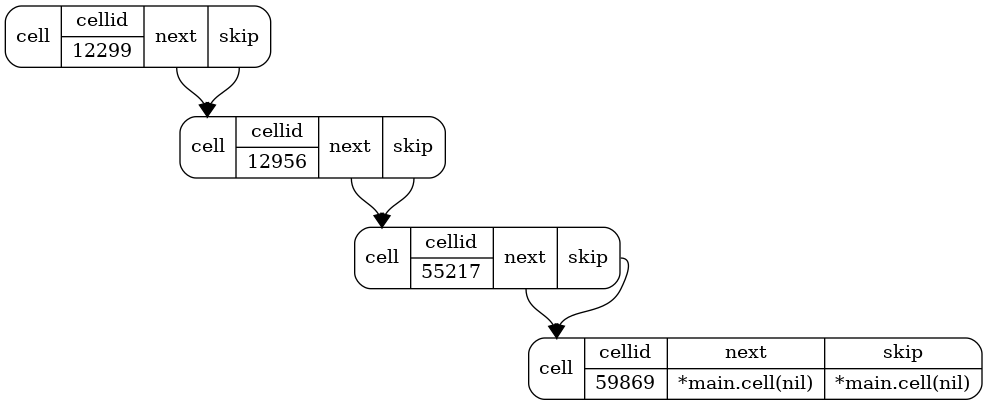 cell cellid 12299 next skip
cell cellid 12956 next skip
cell cellid 55217 next skip
cell cellid 59869 next *main.cell(nil) skip *main.cell(nil)